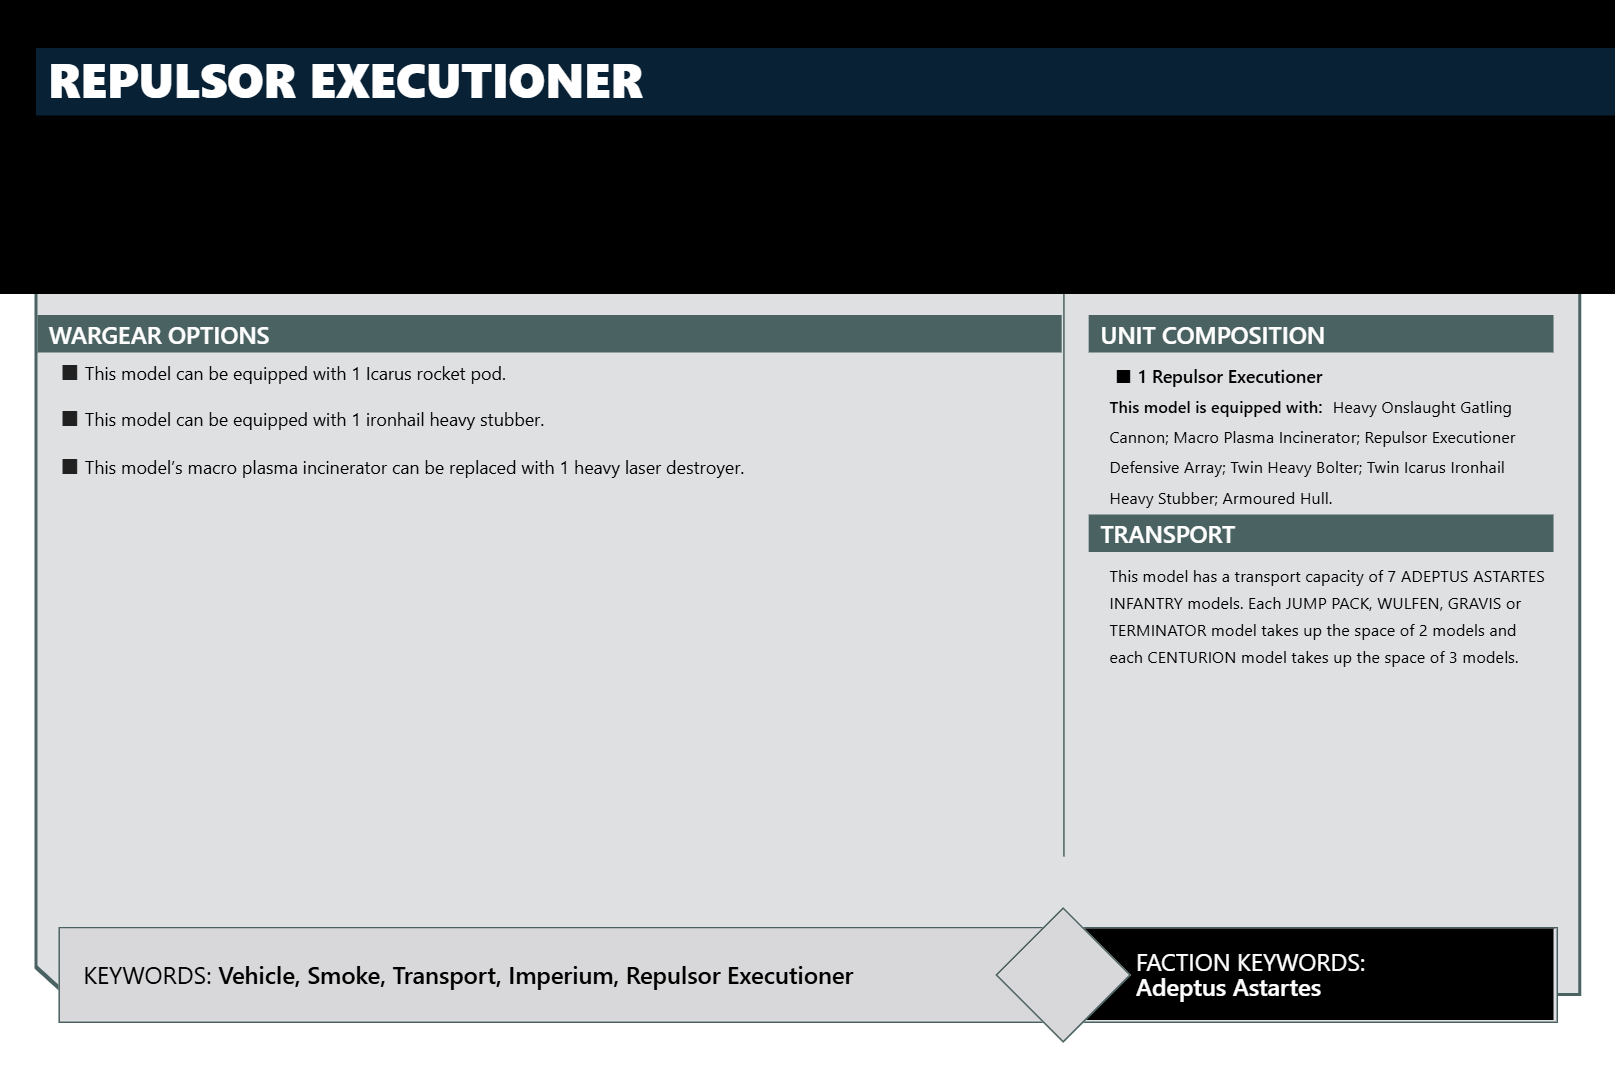 REPULSOR EXECUTIONER
WARGEAR OPTIONS
■ This model can be equipped with 1 Icarus rocket pod.
■ This model can be equipped with 1 ironhail heavy stubber.
■ This model’s macro plasma incinerator can be replaced with 1 heavy laser destroyer.
UNIT COMPOSITION
■ 1 Repulsor Executioner
This model is equipped with: Heavy Onslaught Gatling
Cannon; Macro Plasma Incinerator; Repulsor Executioner
Defensive Array; Twin Heavy Bolter; Twin Icarus Ironhail
Heavy Stubber; Armoured Hull.
TRANSPORT
This model has a transport capacity of 7 ADEPTUS ASTARTES
INFANTRY models. Each JUMP PACK, WULFEN, GRAVIS or
TERMINATOR model takes up the space of 2 models and
each CENTURION model takes up the space of 3 models.
KEYWORDS: Vehicle, Smoke, Transport, Imperium, Repulsor Executioner
FACTION KEYWORDS:
Adeptus Astartes